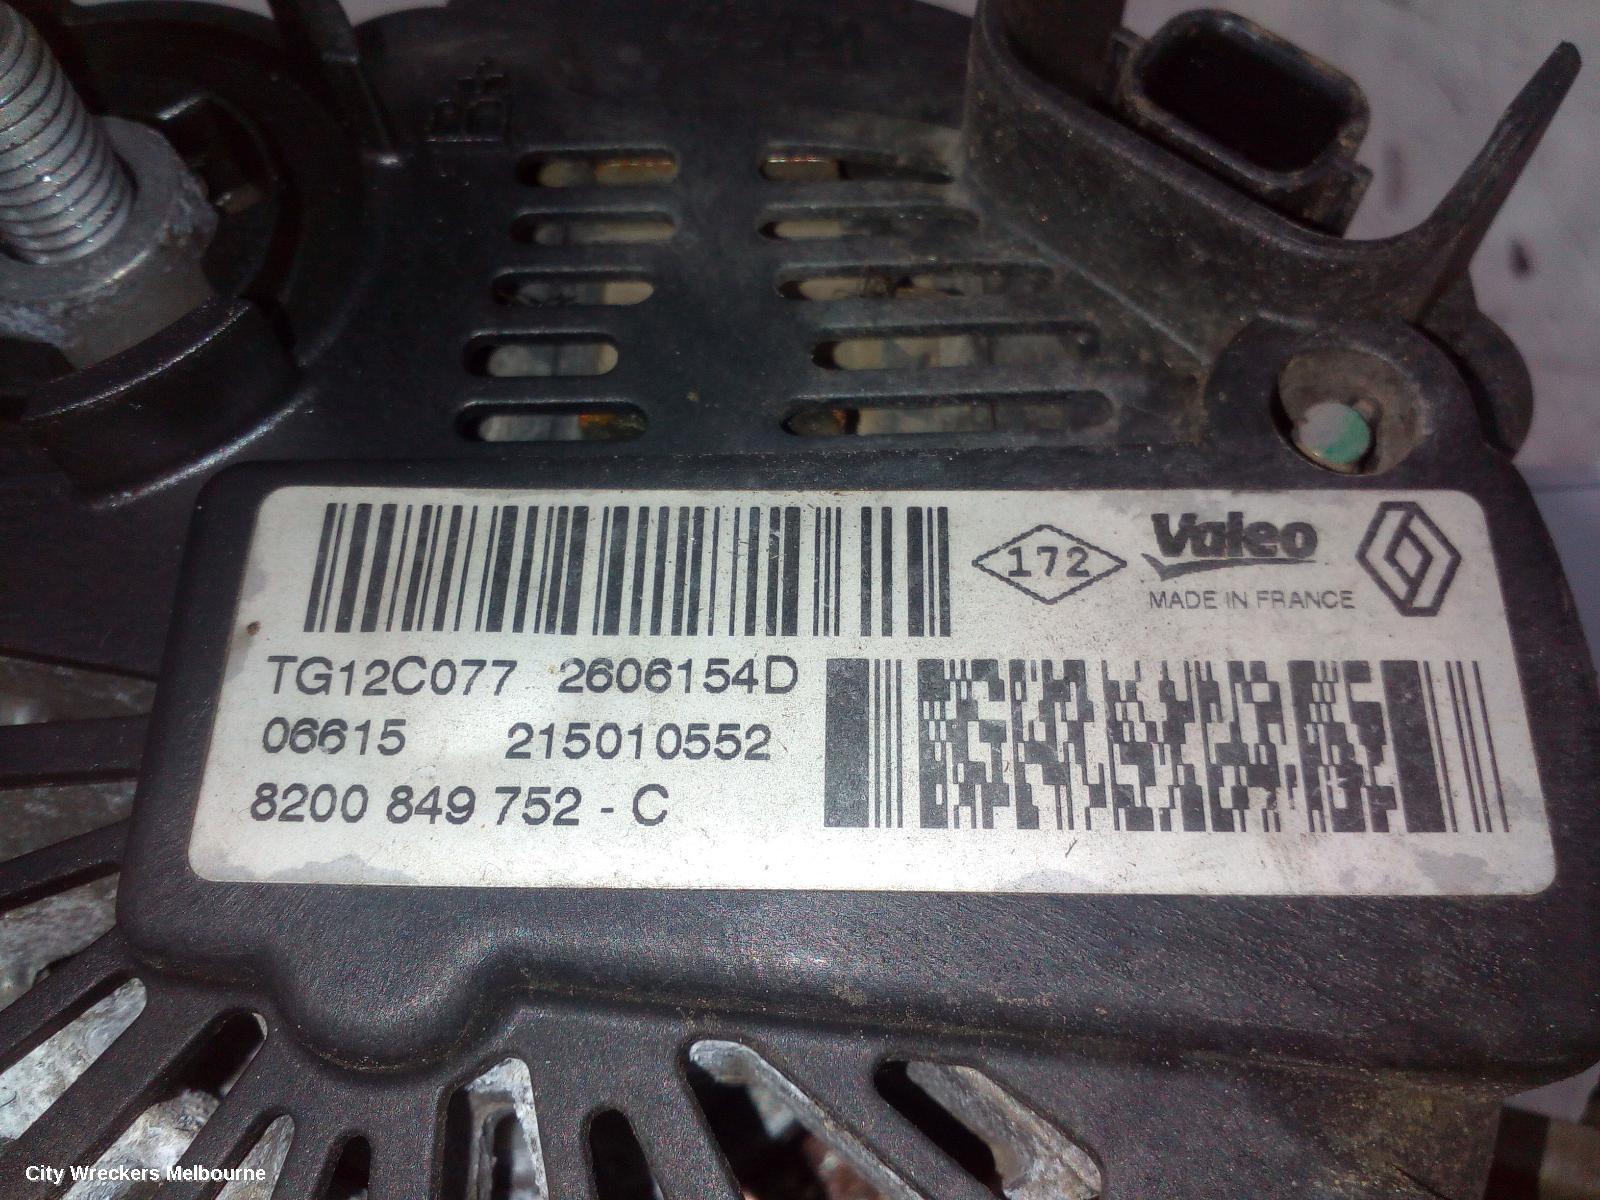 B+
172
Valeo
MADE IN FRANCE
TG12C077 2606154D
06615 215010552
8200 849 752 - C
City Wreckers Melbourne